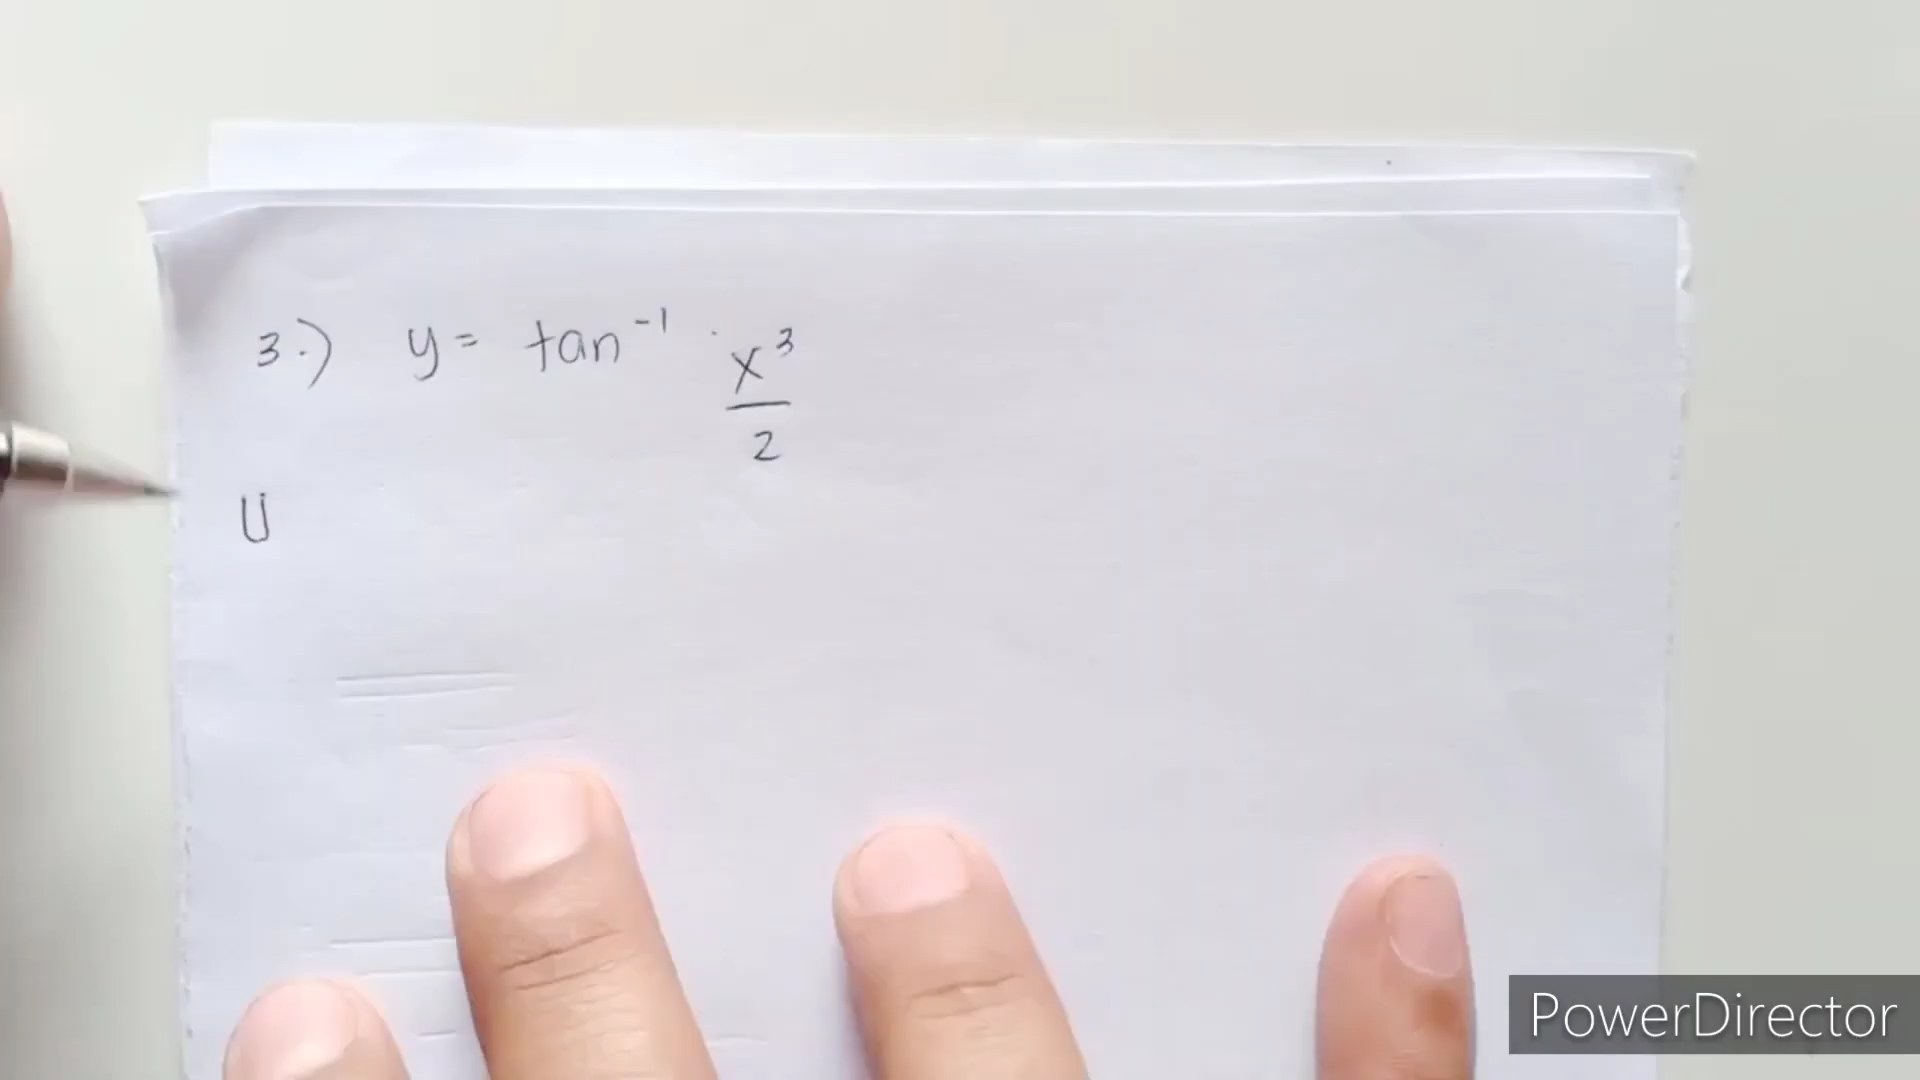 3.) y = tan⁻¹ x³/2
U
PowerDirector